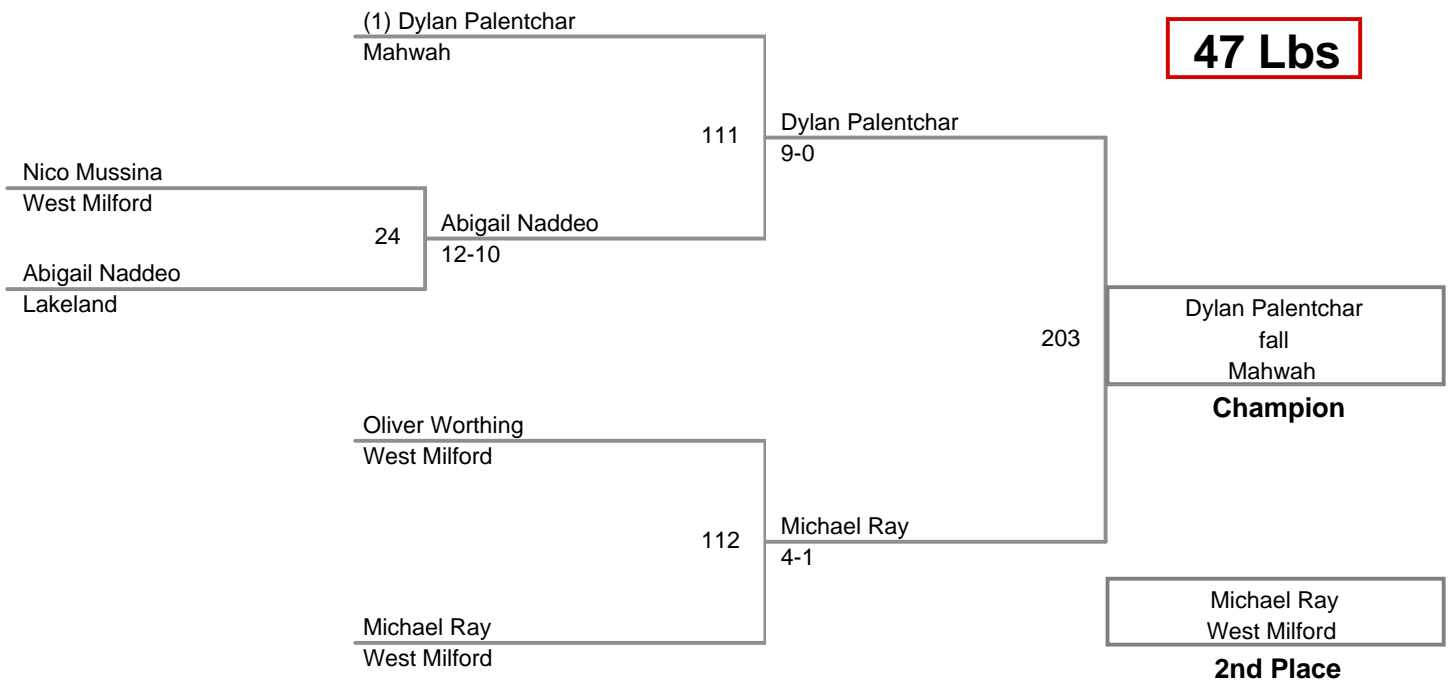 (1) Dylan Palentchar
Mahwah
47 Lbs
111
Dylan Palentchar
9-0
Nico Mussina
West Milford
24
Abigail Naddeo
12-10
Abigail Naddeo
Lakeland
203
Dylan Palentchar
fall
Mahwah
Champion
Oliver Worthing
West Milford
112
Michael Ray
4-1
Michael Ray
West Milford
Michael Ray
West Milford
2nd Place